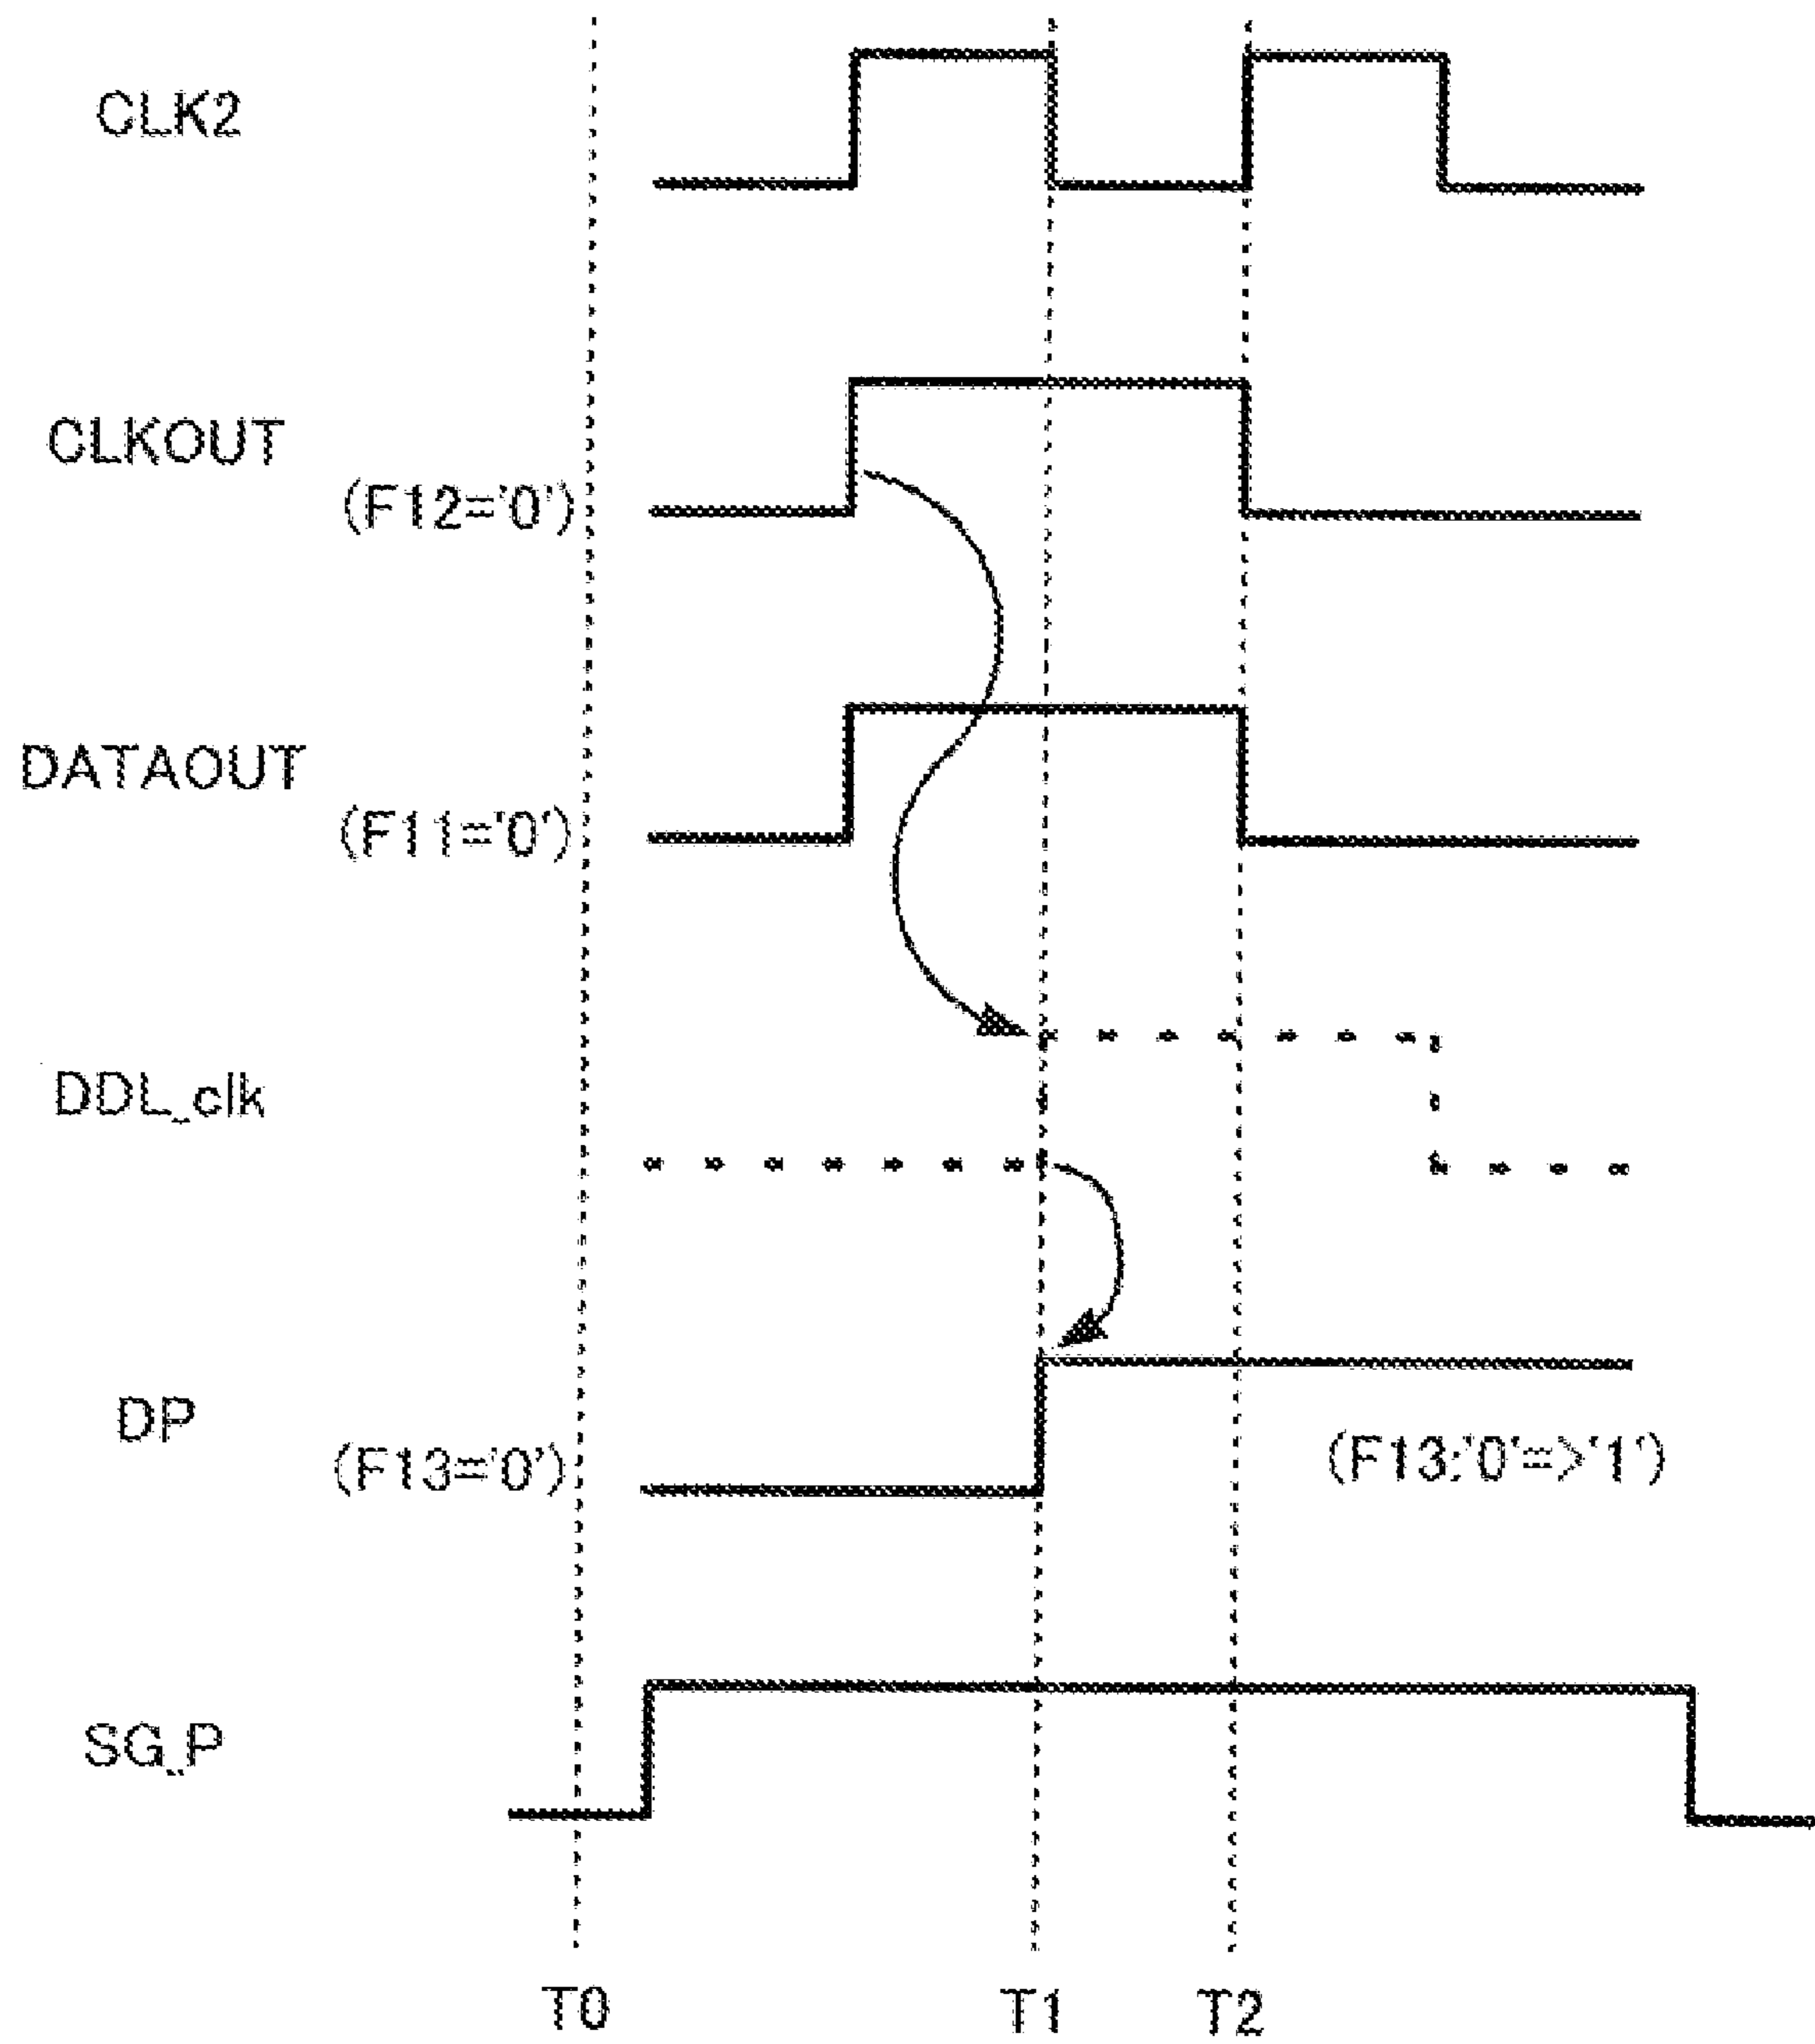 CLK2
CLKOUT
(F12='0')
DATAOUT
(F11='0')
DDL_clk
DP
(F13='0')
(F13:'0'=>'1')
SG_P
T0
T1
T2